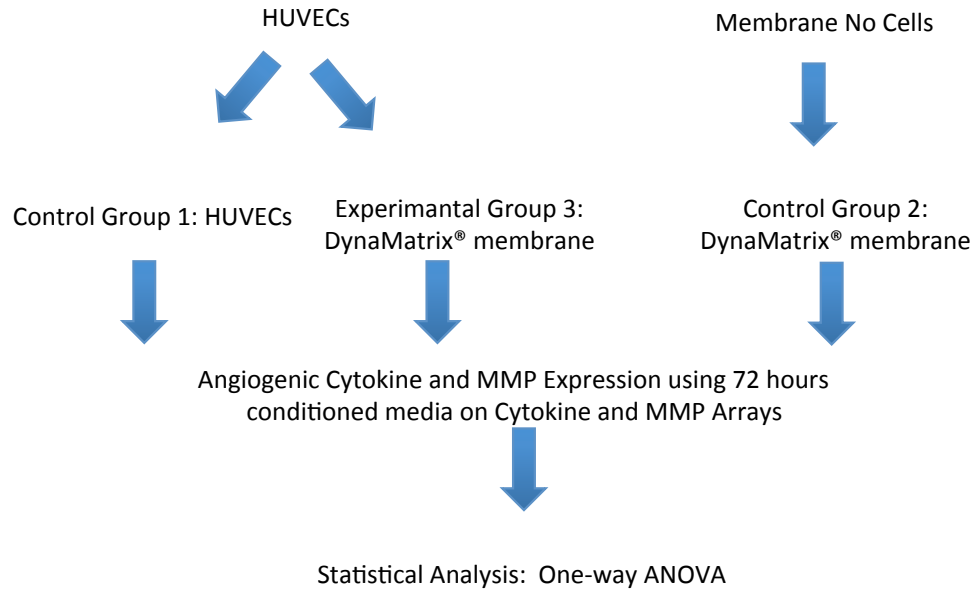 HUVECs
Membrane No Cells
Control Group 1: HUVECs
Experimantal Group 3:
DynaMatrix® membrane
Control Group 2:
DynaMatrix® membrane
Angiogenic Cytokine and MMP Expression using 72 hours
conditioned media on Cytokine and MMP Arrays
Statistical Analysis: One-way ANOVA